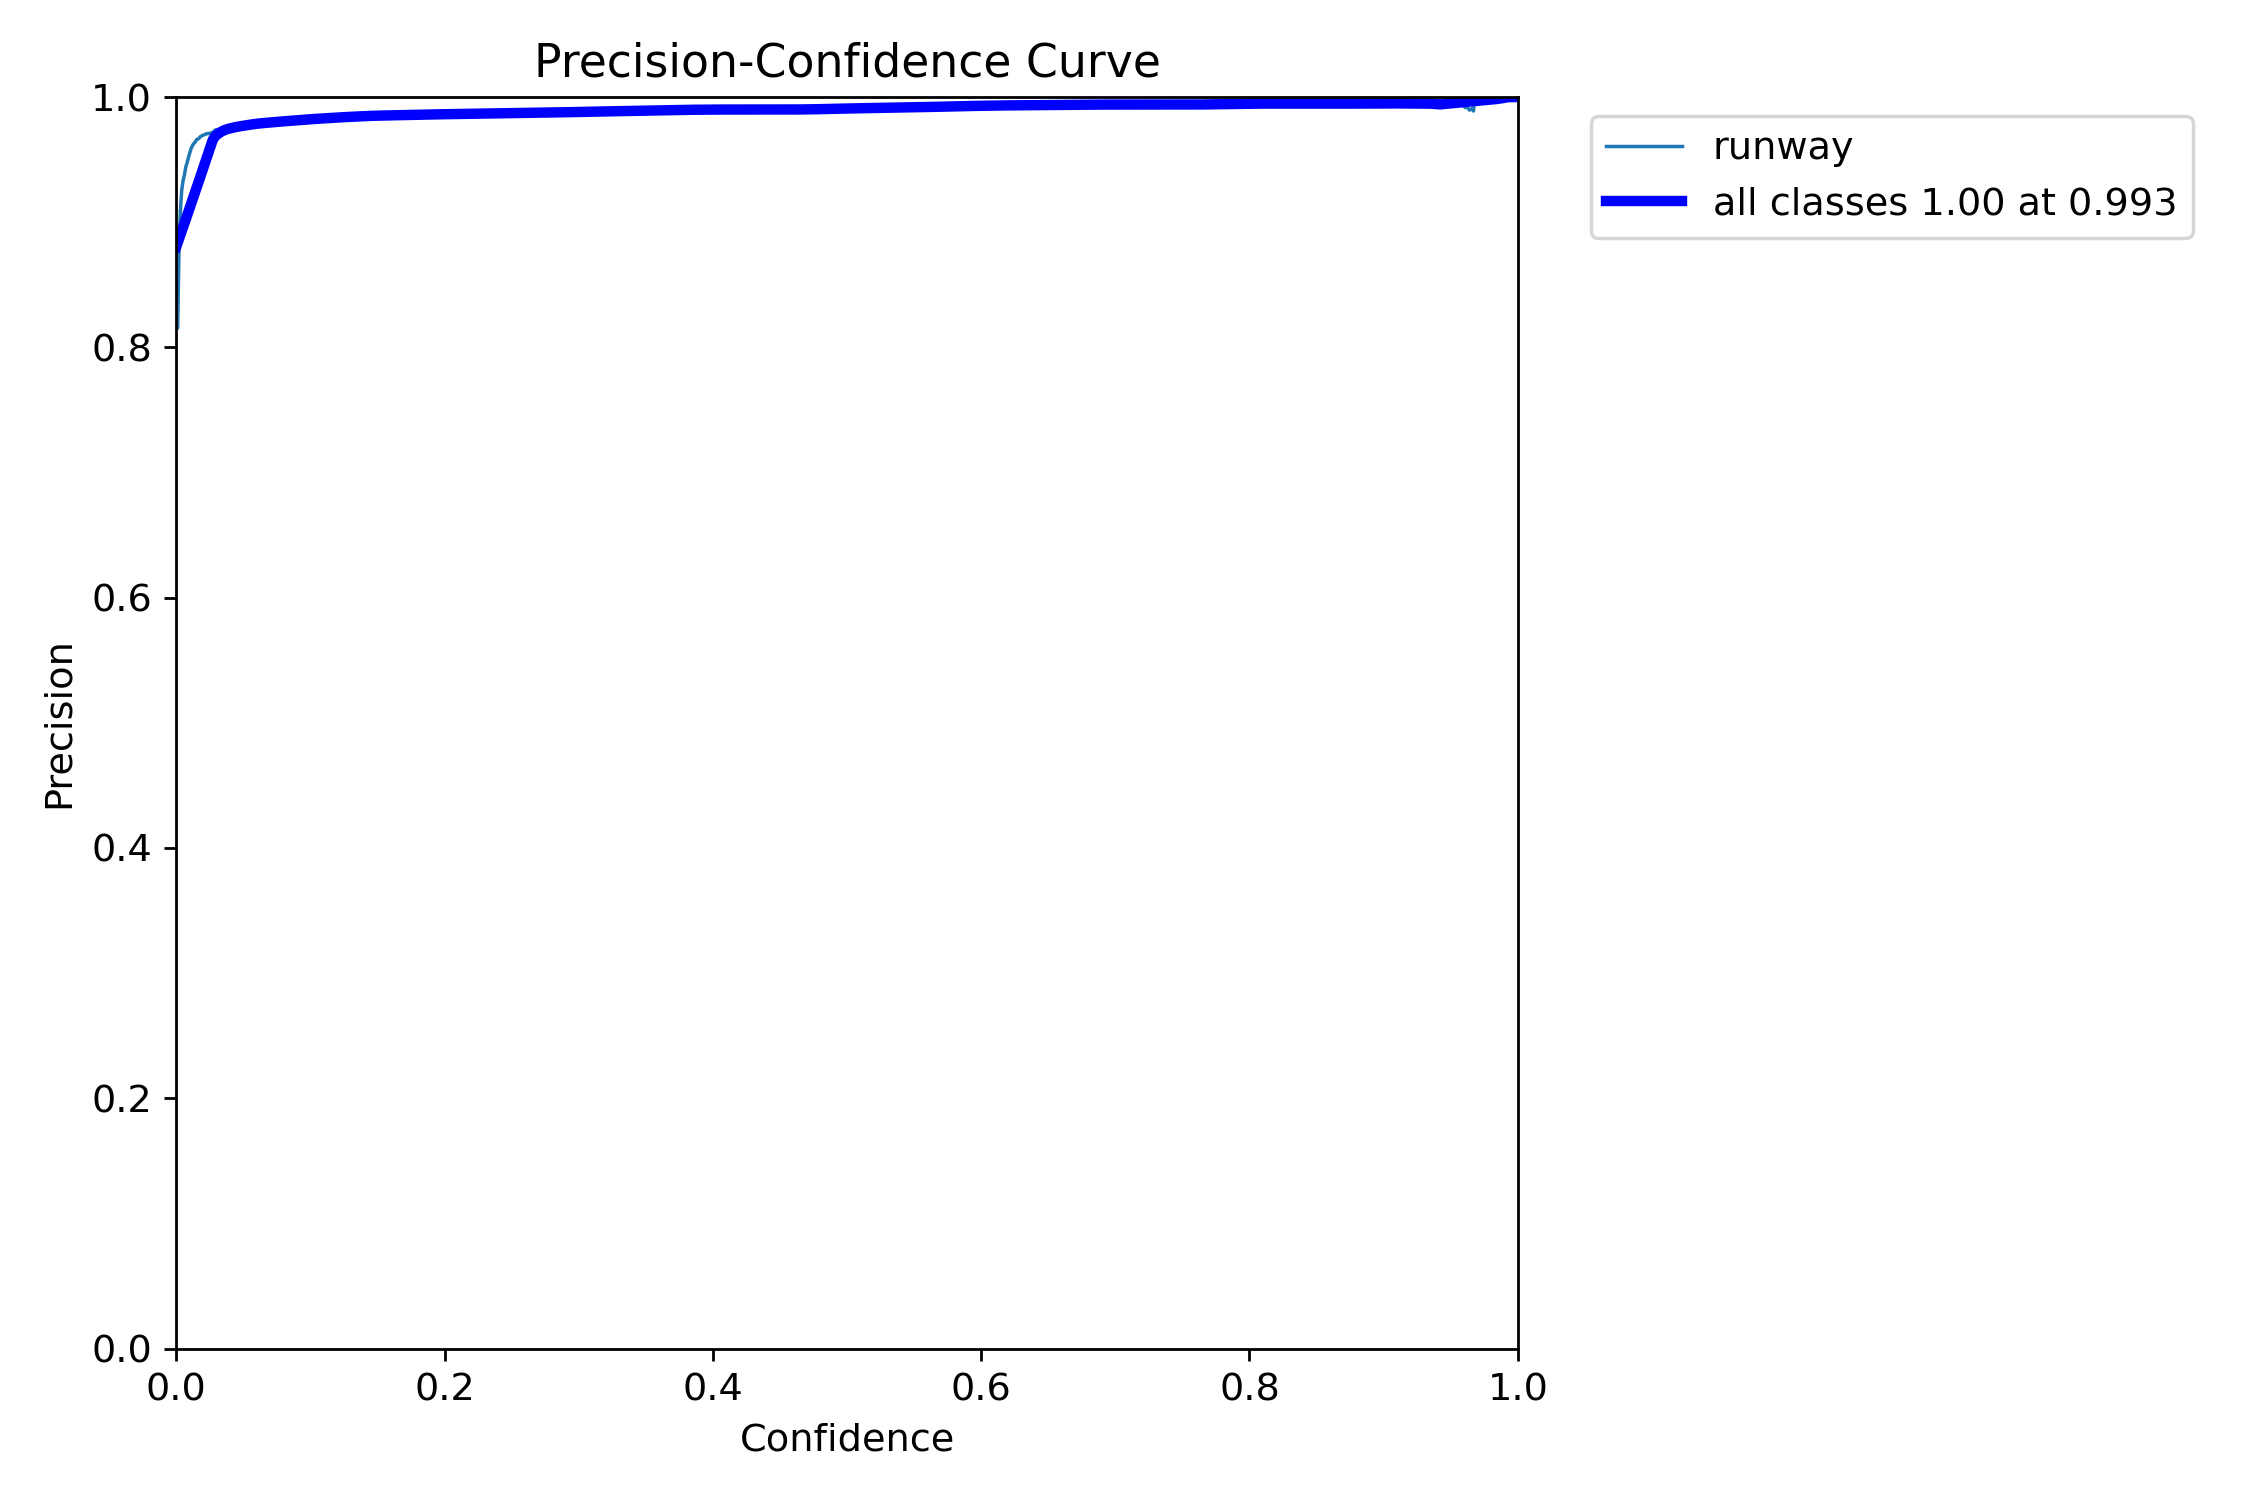 Precision-Confidence Curve
1.0
0.8
0.6
0.4
0.2
0.0
Precision
0.0 0.2 0.4 0.6 0.8 1.0
Confidence
runway
all classes 1.00 at 0.993